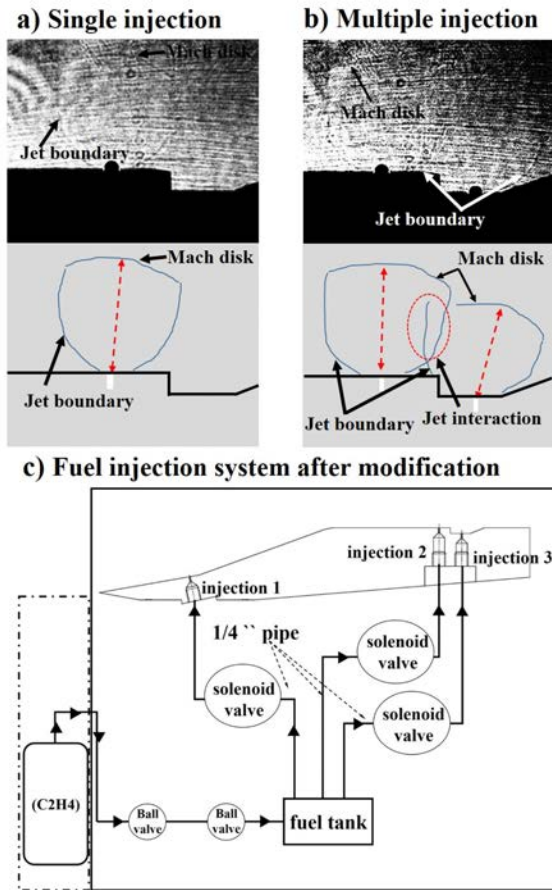 a) Single injection
Mach disk
Jet boundary
Mach disk
Jet boundary
b) Multiple injection
Mach disk
Jet boundary
Mach disk
Jet boundary
Jet interaction
c) Fuel injection system after modification
injection 1
injection 2
injection 3
1/4 `` pipe
solenoid
valve
solenoid
valve
solenoid
valve
(C2H4)
Ball
valve
Ball
valve
fuel tank